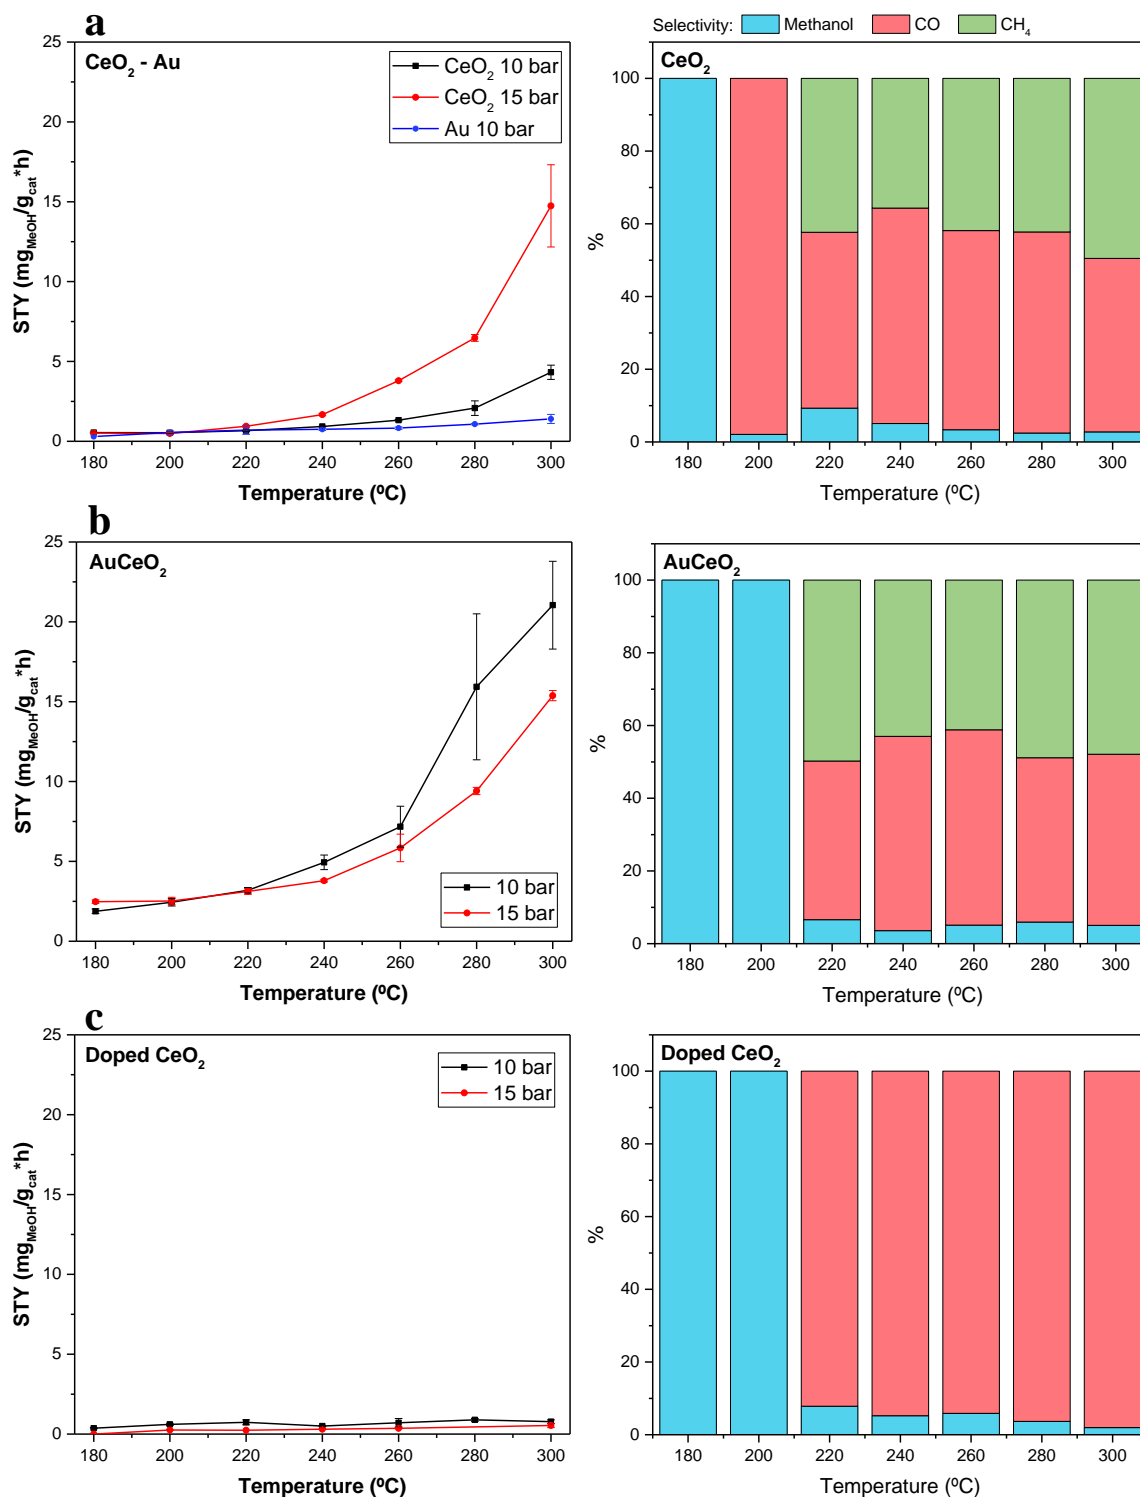 a
CeO2 - Au
CeO2 10 bar
CeO2 15 bar
Au 10 bar
25
20
15
10
5
0
STY (mgMeOH/gcat*h)
180 200 220 240 260 280 300
Temperature (ºC)
Selectivity: Methanol CO CH4
CeO2
100
80
60
40
20
0
%
180 200 220 240 260 280 300
Temperature (ºC)
b
AuCeO2
10 bar
15 bar
25
20
15
10
5
0
STY (mgMeOH/gcat*h)
180 200 220 240 260 280 300
Temperature (ºC)
AuCeO2
100
80
60
40
20
0
%
180 200 220 240 260 280 300
Temperature (ºC)
c
Doped CeO2
10 bar
15 bar
25
20
15
10
5
0
STY (mgMeOH/gcat*h)
180 200 220 240 260 280 300
Temperature (ºC)
Doped CeO2
100
80
60
40
20
0
%
180 200 220 240 260 280 300
Temperature (ºC)